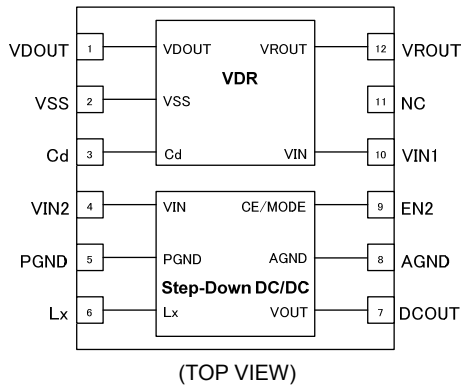 VDOUT 1 VDOUT VROUT 12 VROUT
VDR
VSS 2 VSS 11 NC
Cd 3 Cd VIN 10 VIN1
VIN2 4 VIN CE/MODE 9 EN2
PGND 5 PGND AGND 8 AGND
Step-Down DC/DC
Lx 6 Lx VOUT 7 DCOUT
(TOP VIEW)